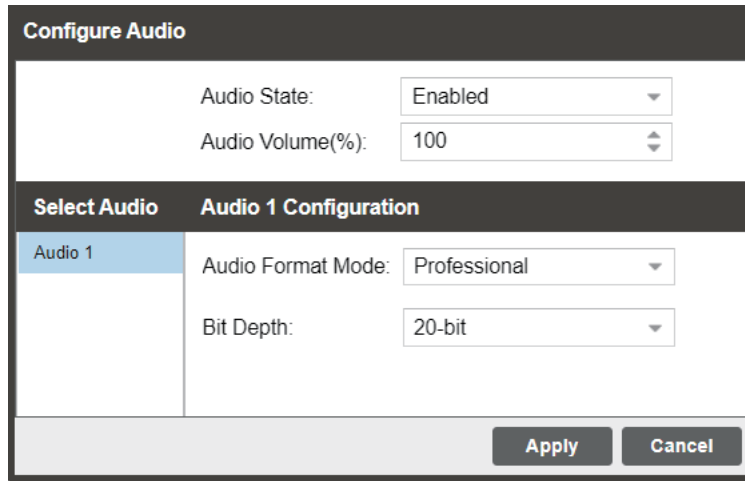 Configure Audio
Audio State: Enabled
Audio Volume(%): 100
Select Audio Audio 1 Configuration
Audio 1
Audio Format Mode: Professional
Bit Depth: 20-bit
Apply Cancel